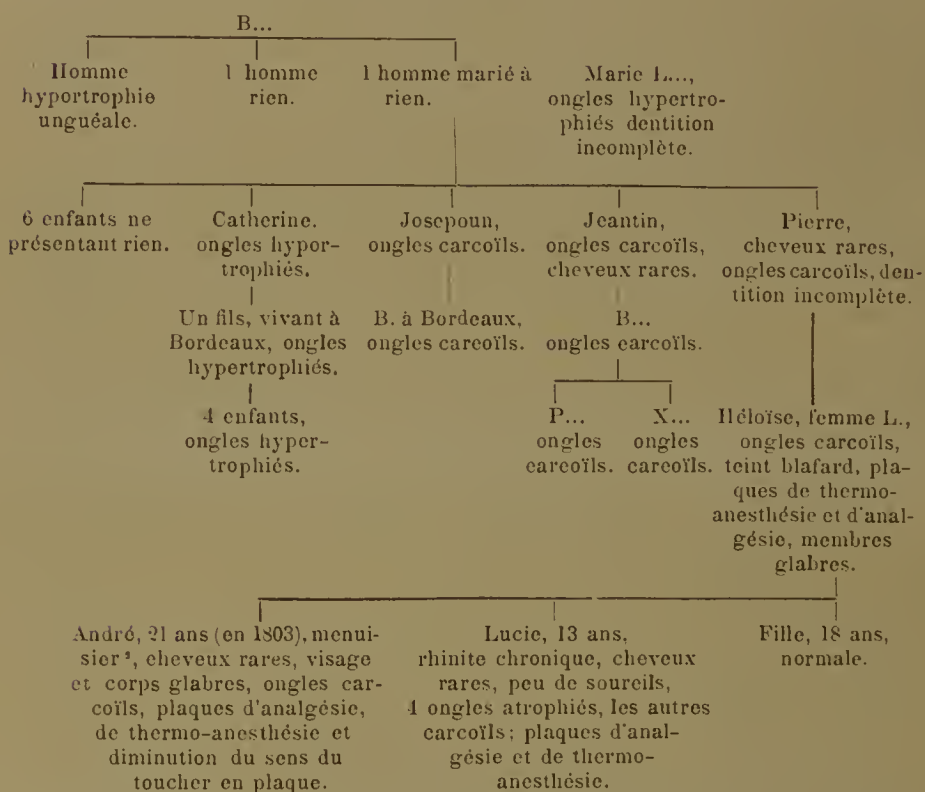 B...
Homme
hyportrophie
unguéale.
1 homme
rien.
1 homme marié à
rien.
Marie L...,
ongles hypertro-
phiés dentition
incomplète.
6 enfants ne
présentant rien.
Catherine.
ongles hypor-
trophiés.
Josepoun,
ongles carcoïls.
Jeantin,
ongles carcoïls,
cheveux rares.
Pierre,
cheveux rares,
ongles carcoïls, den-
tition incomplète.
Un fils, vivant à
Bordeaux, ongles
hypertrophiés.
B. à Bordeaux,
ongles carcoïls.
B...
ongles carcoïls.
4 enfants,
ongles hyper-
trophiés.
P...
ongles
carcoïls.
X...
ongles
carcoïls.
Héloïse, femme L.,
ongles carcoïls,
teint blafard, pla-
ques de thermo-
anesthésie et d'anal-
gésie, membres
glabres.
André, 21 ans (en 1803), menui-
sier ², cheveux rares, visage
et corps glabres, ongles car-
coïls, plaques d'analgésie,
de thermo-anesthésie et
diminution du sens du
toucher en plaque.
Lucie, 13 ans,
rhinite chronique, cheveux
rares, peu de sourcils,
4 ongles atrophiés, les autres
carcoïls; plaques d'anal-
gésie et de thermo-
anesthésie.
Fille, 18 ans,
normale.